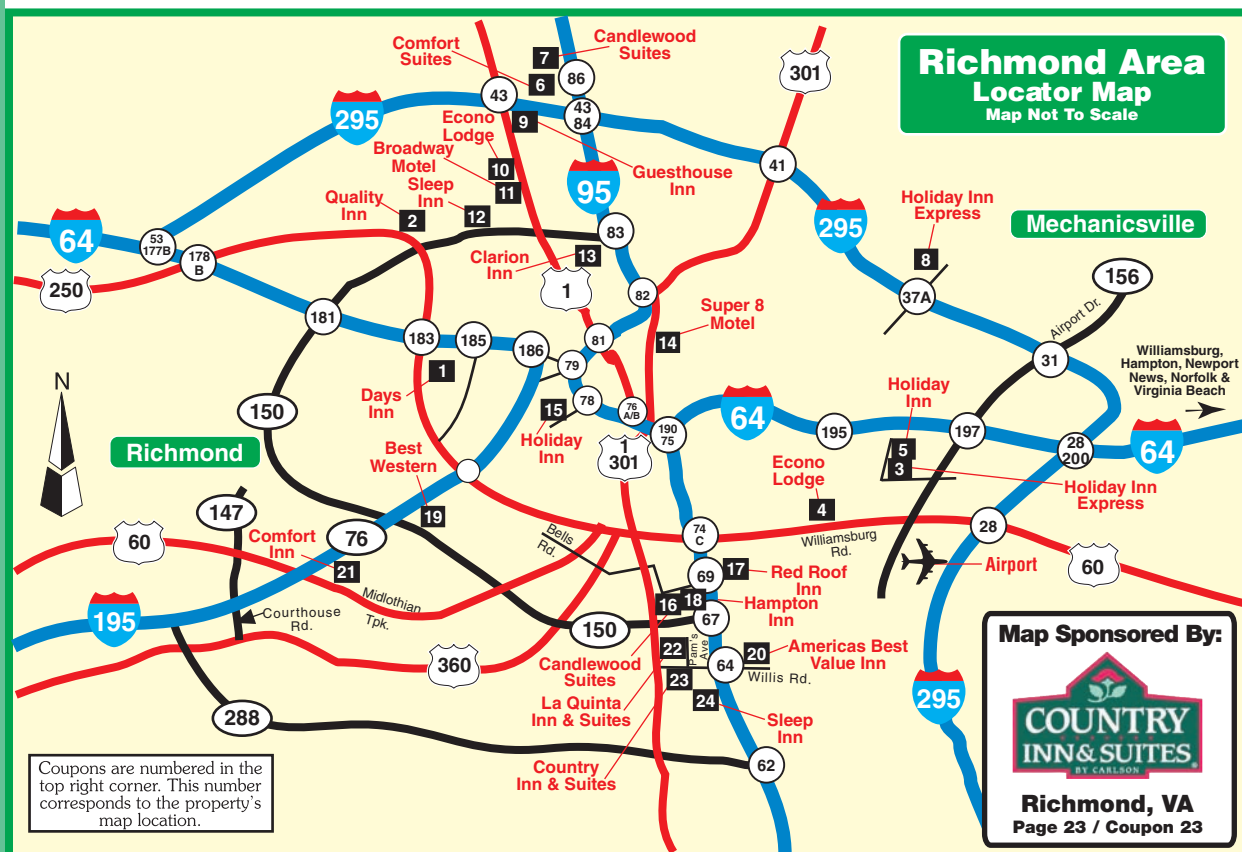 Richmond Area
Locator Map
Map Not To Scale
Comfort
Suites
7
Candlewood
Suites
6
86
301
43
43
84
295
9
Econo
Lodge
10
Guesthouse
Inn
41
Broadway
Motel
11
95
Sleep
Inn
12
Quality
Inn
2
295
Holiday Inn
Express
8
Mechanicsville
64
53
177B
178
B
83
Clarion
Inn
13
250
1
82
37A
156
Airport Dr.
181
183
185
186
81
Super 8
Motel
14
79
31
Williamsburg,
Hampton, Newport
News, Norfolk &
Virginia Beach
N
1
Days
Inn
150
78
76
A/B
15
Holiday
Inn
190
75
64
195
Holiday
Inn
5
3
197
28
200
64
Holiday Inn
Express
Richmond
Best
Western
19
1
301
Econo
Lodge
4
147
76
60
Comfort
Inn
21
Bells
Rd.
74
C
Williamsburg
Rd.
28
Airport
60
69
17
Red Roof
Inn
Midlothian
Tpk.
195
Courthouse
Rd.
16
18
Hampton
Inn
67
150
360
Candlewood
Suites
22
Pam's
Ave
64
20
Americas Best
Value Inn
Willis Rd.
23
La Quinta
Inn & Suites
24
Sleep
Inn
295
288
Country
Inn & Suites
62
Coupons are numbered in the
top right corner. This number
corresponds to the property's
map location.
Map Sponsored By:
COUNTRY
INN & SUITES
BY CARLSON
Richmond, VA
Page 23 / Coupon 23